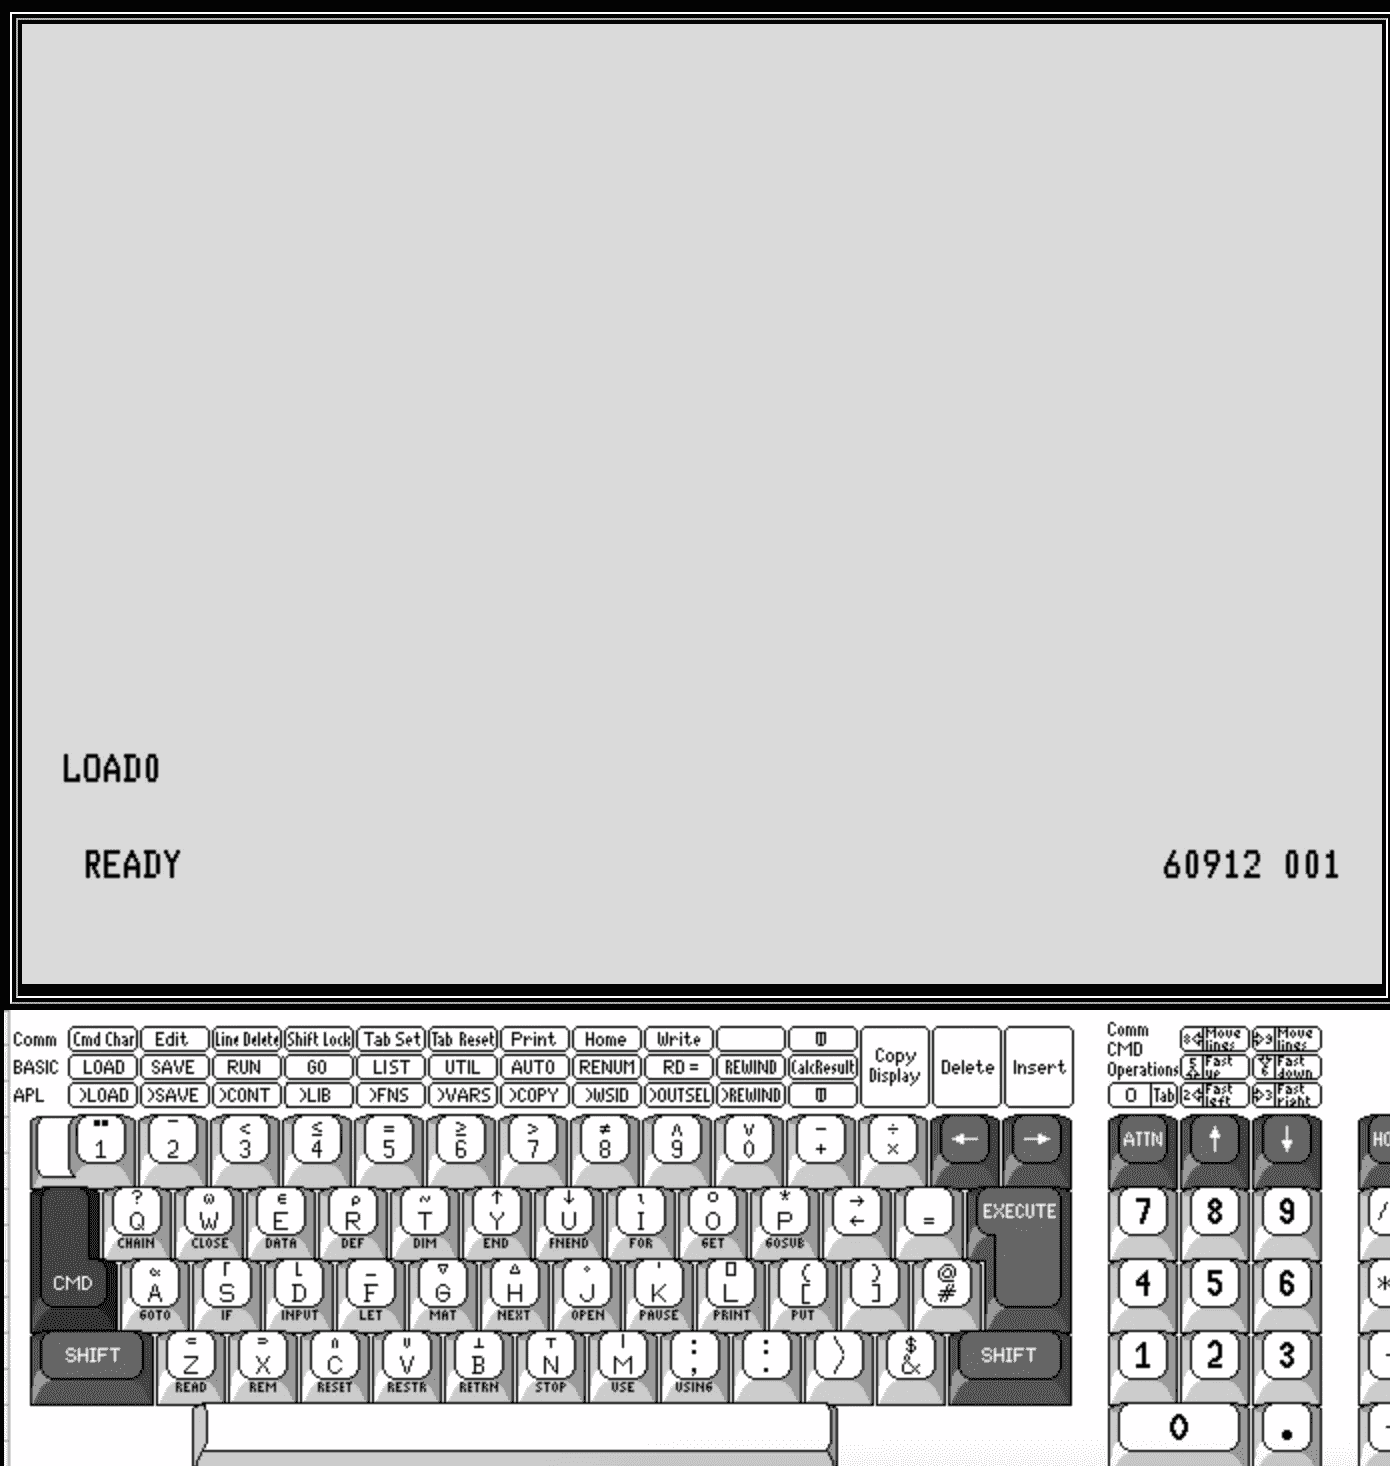 LOAD0
READY 60912 001
Comm Cmd Char Edit Line Delete Shift Lock Tab Set Tab Reset Print Home Write
BASIC LOAD SAVE RUN GO LIST UTIL AUTO RENUM RD = REWIND CalcResult
APL )LOAD )SAVE )CONT )LIB )FNS )VARS )COPY )WSID )OUTSEL )REWIND
Copy Display Delete Insert
Comm CMD Operations
8 Move lines 9 Move lines
5 Fast up 6 Fast down
0 Tab 2 Fast left 3 Fast right
¨ ¯ < ≤ = ≥ > ≠ ∧ ∨ − ÷
1 2 3 4 5 6 7 8 9 0 + × ← → ATTN ↑ ↓
? ω ∈ ρ ~ ↑ ↓ ⍳ ○ * →
Q W E R T Y U I O P ← = EXECUTE 7 8 9 /
CHAIN CLOSE DATA DEF DIM END FNEND FOR GET GOSUB
α ⌈ ⌊ _ ∇ ∆ ∘ ' ⎕ ( ) @
CMD A S D F G H J K L [ ] # 4 5 6 *
GOTO IF INPUT LET MAT NEXT OPEN PAUSE PRINT PUT
⊂ ⊃ ∩ ∪ ⊥ ⊤ | ; : \ $
SHIFT Z X C V B N M , . / & SHIFT 1 2 3 -
READ REM RESET RESTR RETRN STOP USE USING
0 . +